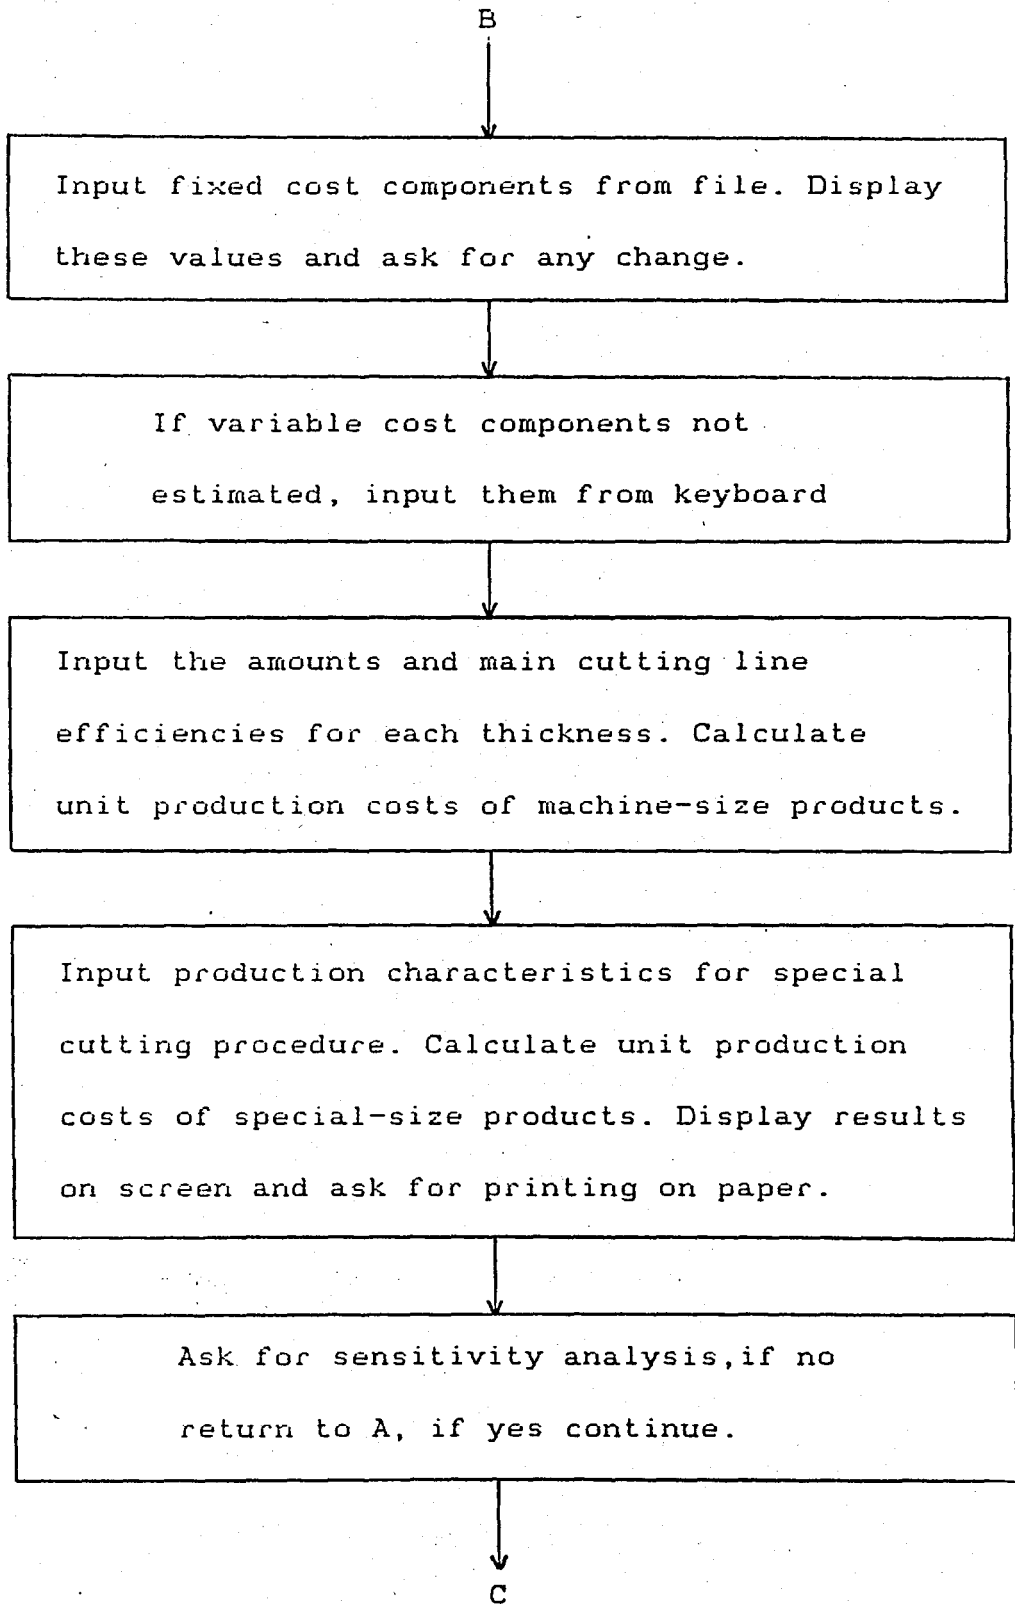 B
Input fixed cost components from file. Display
these values and ask for any change.
If variable cost components not
estimated, input them from keyboard
Input the amounts and main cutting line
efficiencies for each thickness. Calculate
unit production costs of machine-size products.
Input production characteristics for special
cutting procedure. Calculate unit production
costs of special-size products. Display results
on screen and ask for printing on paper.
Ask for sensitivity analysis,if no
return to A, if yes continue.
C